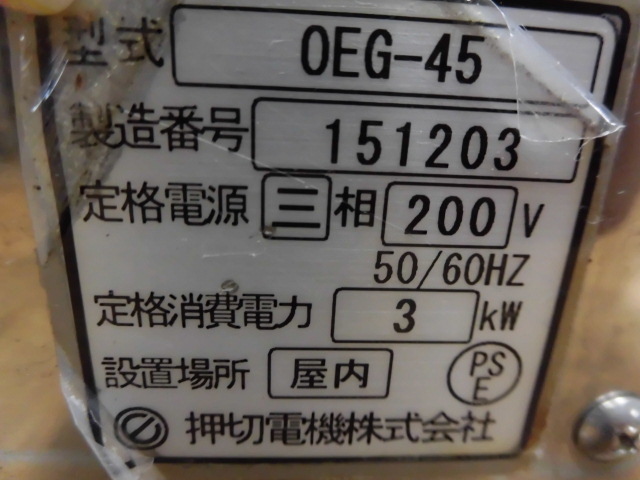 型式 OEG-45
製造番号 151203
定格電源 三相 200 V
50/60HZ
定格消費電力 3 kW
設置場所 屋内 PSE
押切電機株式会社